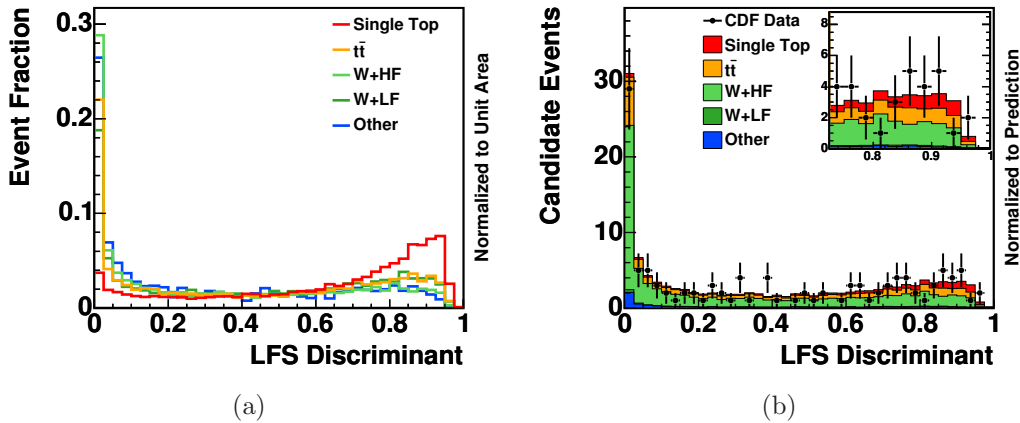 Event Fraction
0.3
0.2
0.1
0
0 0.2 0.4 0.6 0.8 1
LFS Discriminant
Normalized to Unit Area
Single Top
tt̄
W+HF
W+LF
Other
(a)
Candidate Events
30
20
10
0
0 0.2 0.4 0.6 0.8 1
LFS Discriminant
Normalized to Prediction
CDF Data
Single Top
tt̄
W+HF
W+LF
Other
8
6
4
2
0
0.8 0.9 1
(b)